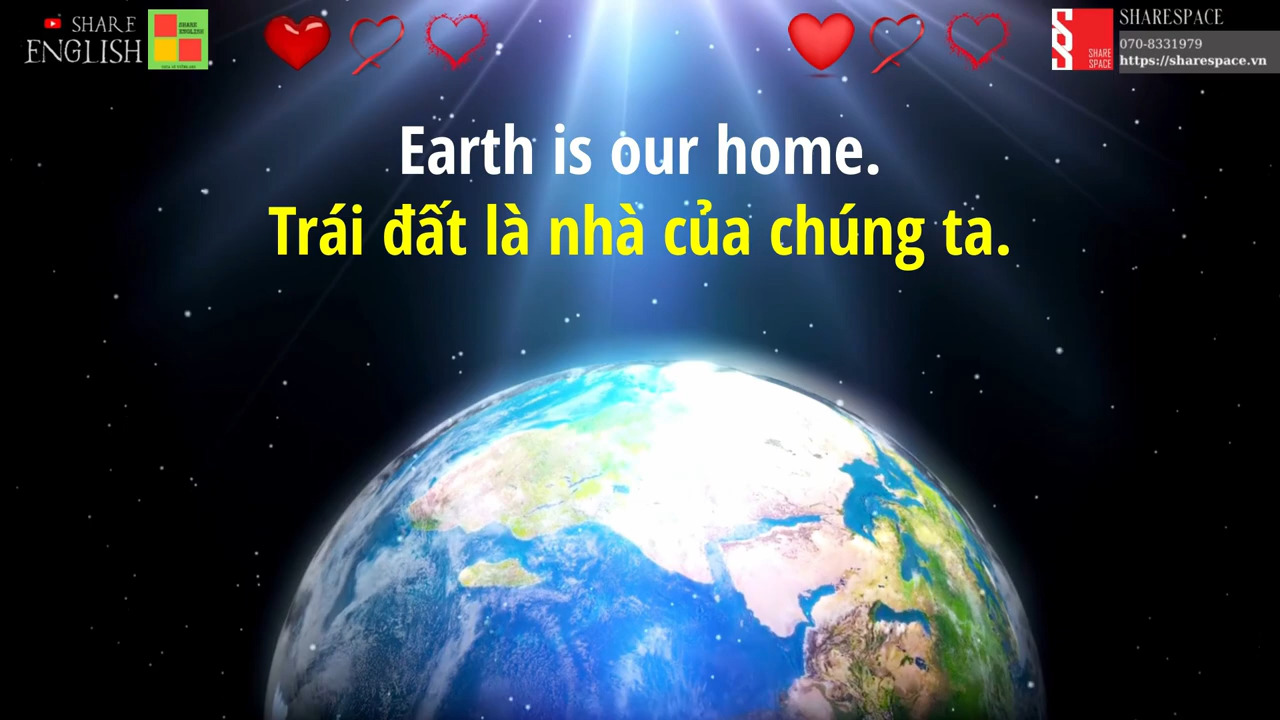 SHARE
ENGLISH
SHARE
ENGLISH
SHARE
SPACE
SHARESPACE
070-8331979
https://sharespace.vn
Earth is our home.
Trái đất là nhà của chúng ta.